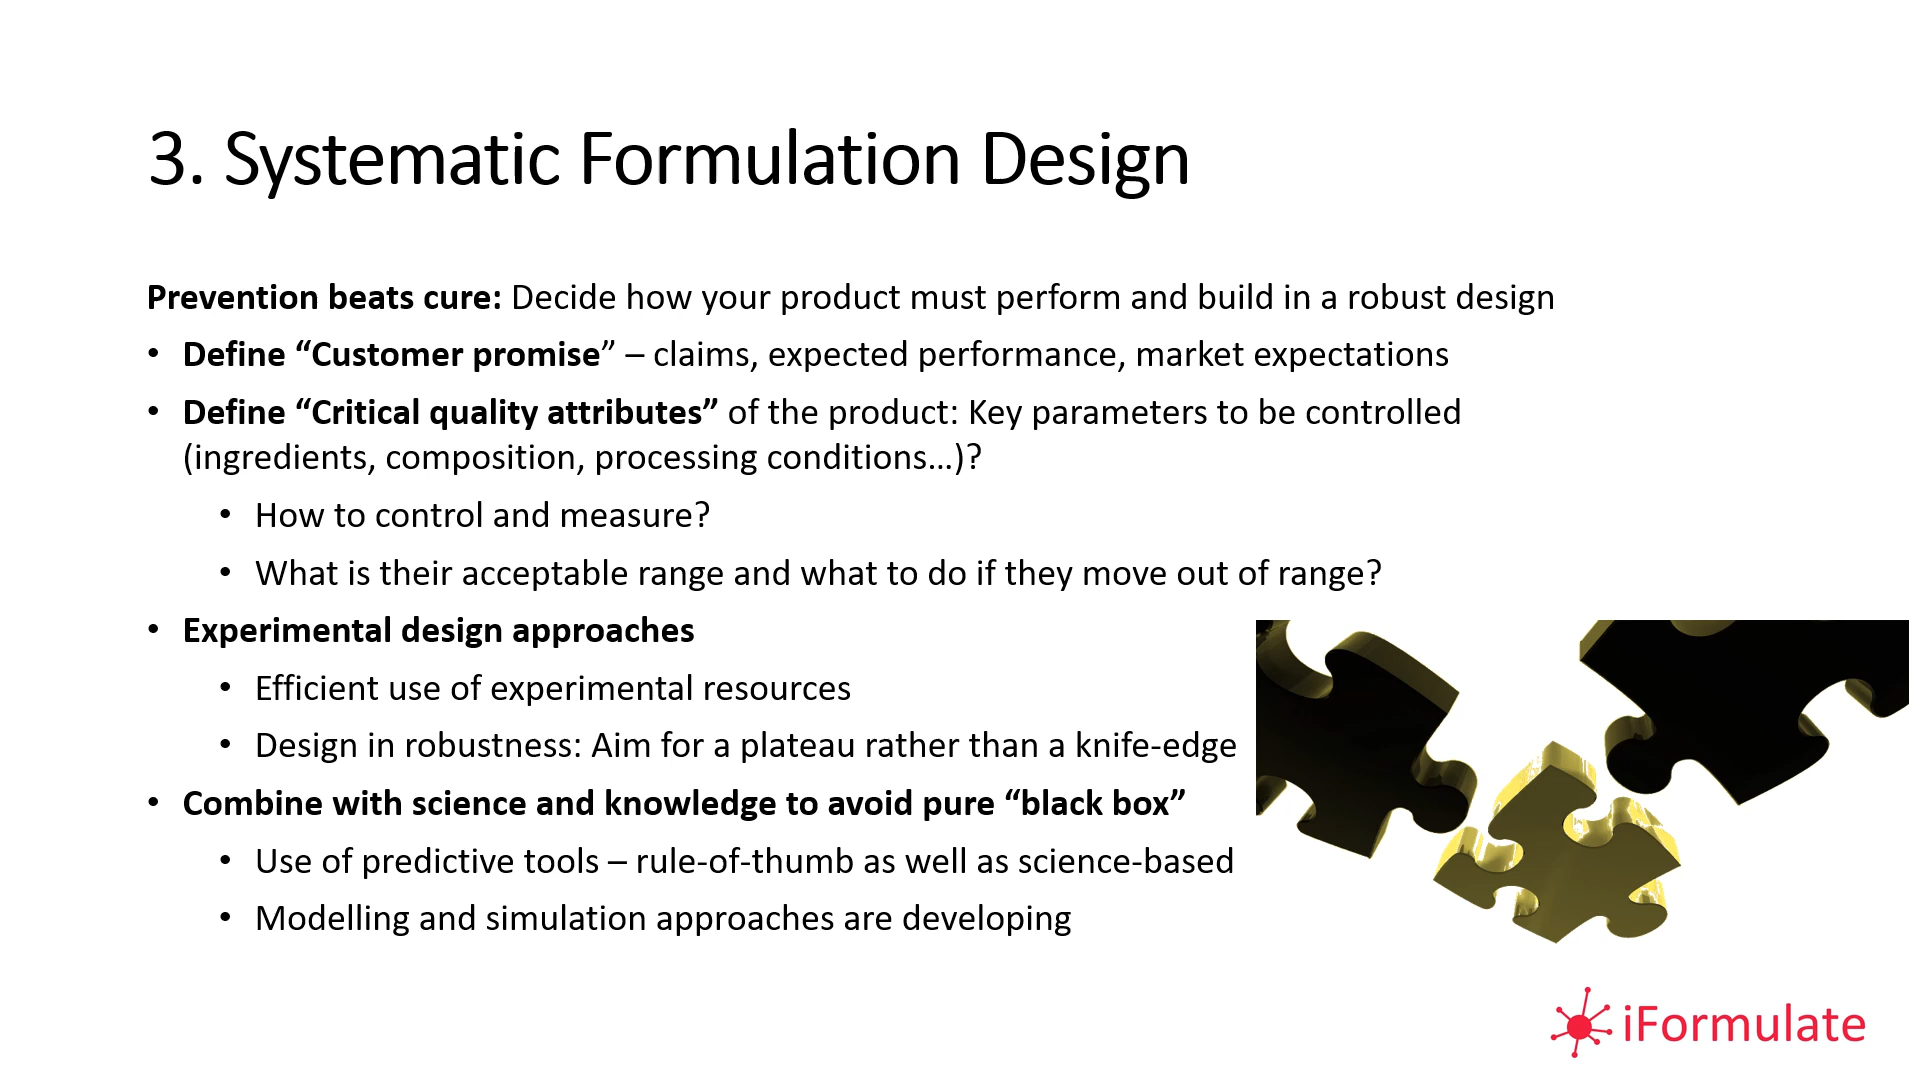 3. Systematic Formulation Design
Prevention beats cure: Decide how your product must perform and build in a robust design
• Define “Customer promise” – claims, expected performance, market expectations
• Define “Critical quality attributes” of the product: Key parameters to be controlled
(ingredients, composition, processing conditions…)?
• How to control and measure?
• What is their acceptable range and what to do if they move out of range?
• Experimental design approaches
• Efficient use of experimental resources
• Design in robustness: Aim for a plateau rather than a knife-edge
• Combine with science and knowledge to avoid pure “black box”
• Use of predictive tools – rule-of-thumb as well as science-based
• Modelling and simulation approaches are developing
iFormulate